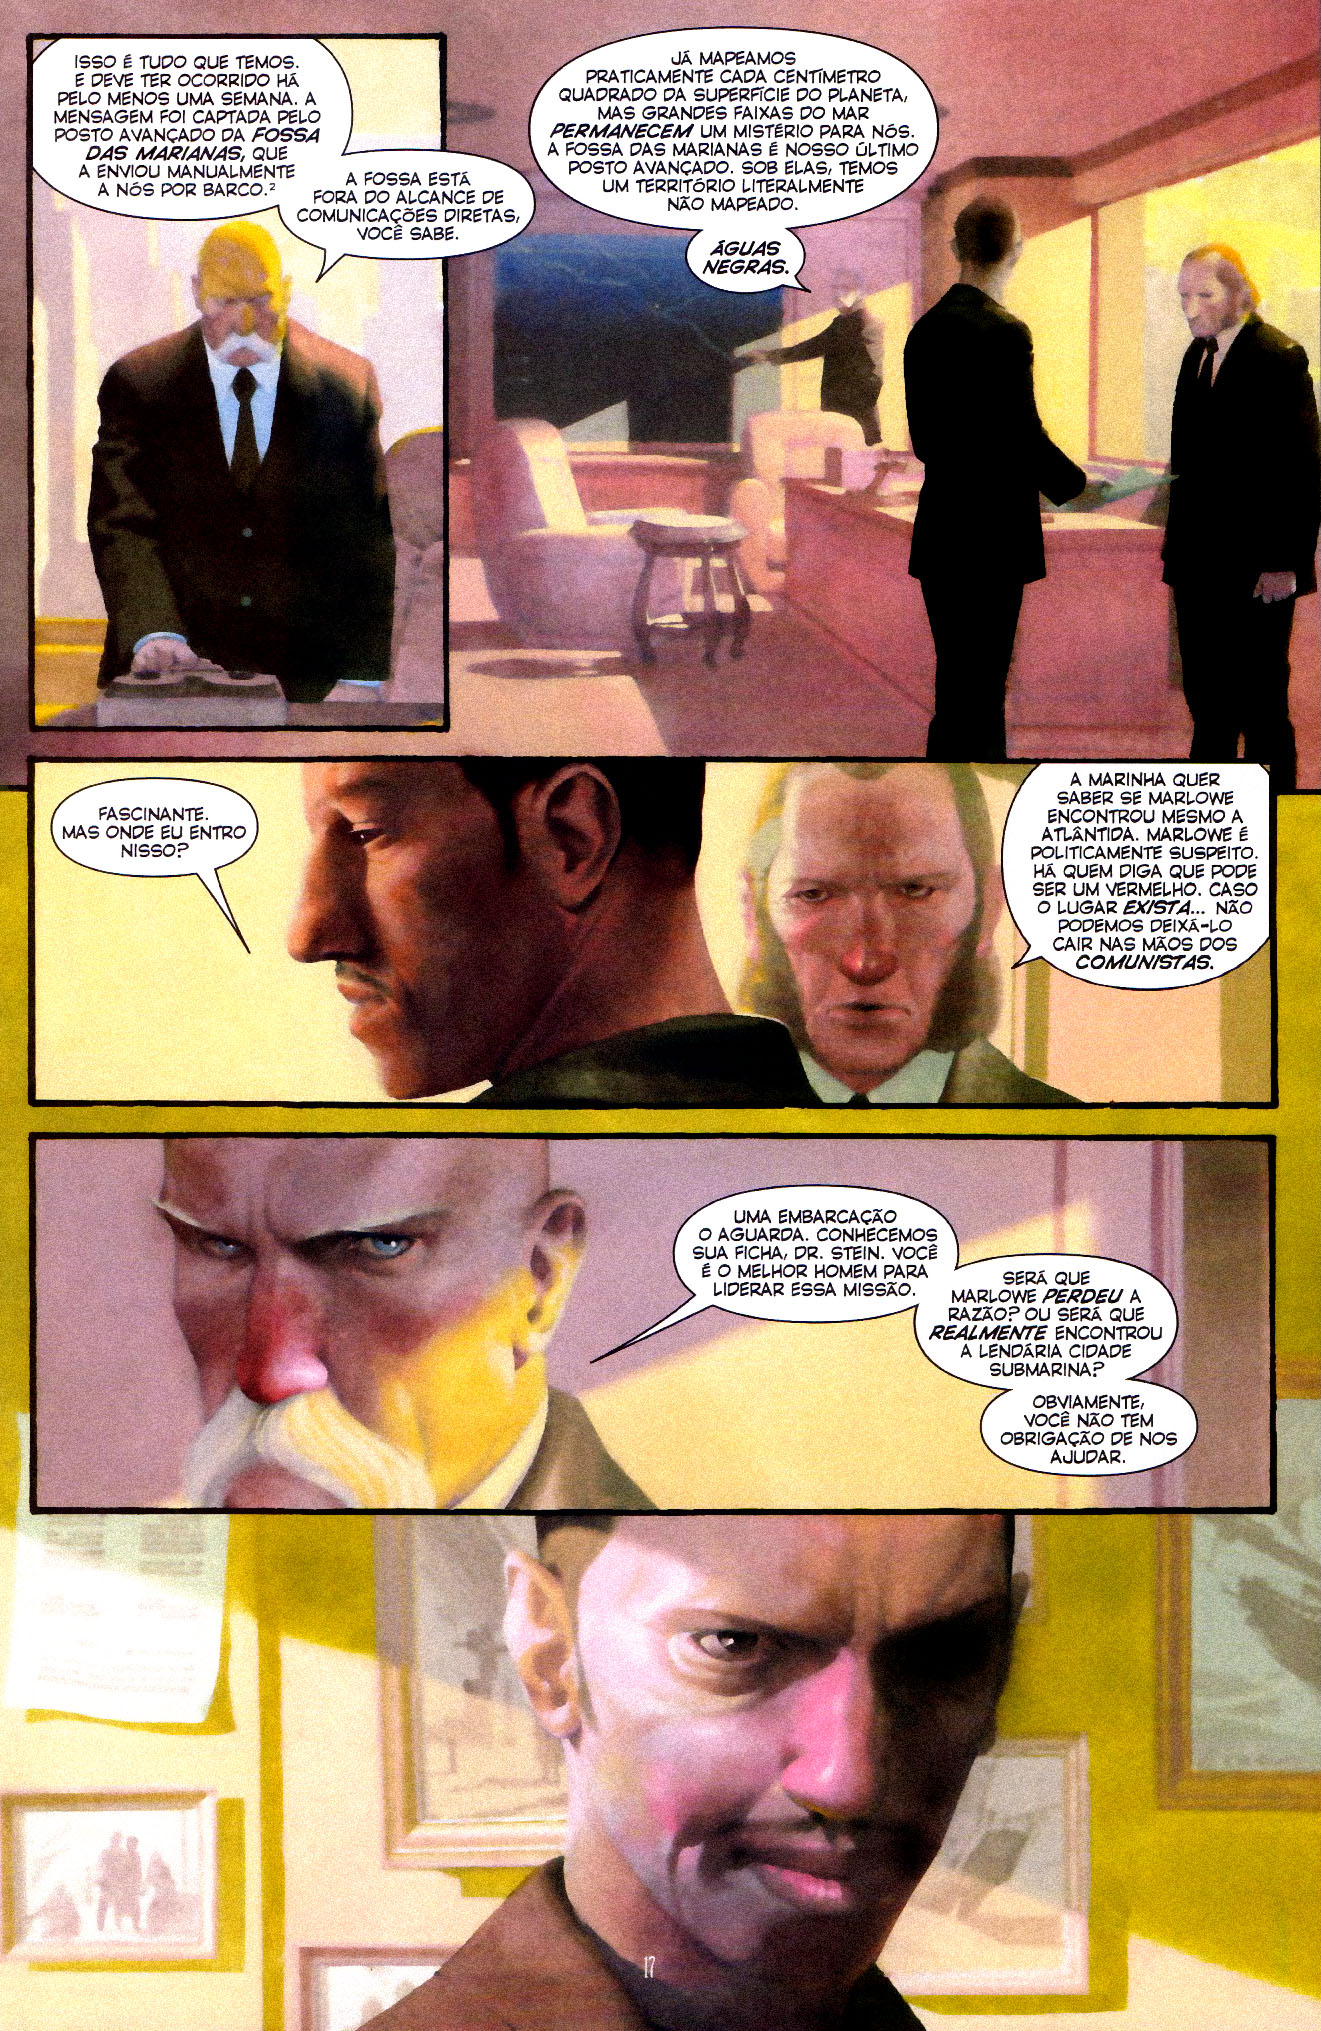 ISSO É TUDO QUE TEMOS.
E DEVE TER OCORRIDO HÁ
PELO MENOS UMA SEMANA. A
MENSAGEM FOI CAPTADA PELO
POSTO AVANÇADO DA FOSSA
DAS MARIANAS, QUE
A ENVIOU MANUALMENTE
A NÓS POR BARCO.²
A FOSSA ESTÁ
FORA DO ALCANCE DE
COMUNICAÇÕES DIRETAS,
VOCÊ SABE.
JÁ MAPEAMOS
PRATICAMENTE CADA CENTÍMETRO
QUADRADO DA SUPERFÍCIE DO PLANETA,
MAS GRANDES FAIXAS DO MAR
PERMANECEM UM MISTÉRIO PARA NÓS.
A FOSSA DAS MARIANAS É NOSSO ÚLTIMO
POSTO AVANÇADO. SOB ELAS, TEMOS
UM TERRITÓRIO LITERALMENTE
NÃO MAPEADO.
ÁGUAS
NEGRAS.
FASCINANTE.
MAS ONDE EU ENTRO
NISSO?
A MARINHA QUER
SABER SE MARLOWE
ENCONTROU MESMO A
ATLÂNTIDA. MARLOWE É
POLITICAMENTE SUSPEITO.
HÁ QUEM DIGA QUE PODE
SER UM VERMELHO. CASO
O LUGAR EXISTA... NÃO
PODEMOS DEIXÁ-LO
CAIR NAS MÃOS DOS
COMUNISTAS.
UMA EMBARCAÇÃO
O AGUARDA. CONHECEMOS
SUA FICHA, DR. STEIN. VOCÊ
É O MELHOR HOMEM PARA
LIDERAR ESSA MISSÃO.
SERÁ QUE
MARLOWE PERDEU A
RAZÃO? OU SERÁ QUE
REALMENTE ENCONTROU
A LENDÁRIA CIDADE
SUBMARINA?
OBVIAMENTE,
VOCÊ NÃO TEM
OBRIGAÇÃO DE NOS
AJUDAR.
17